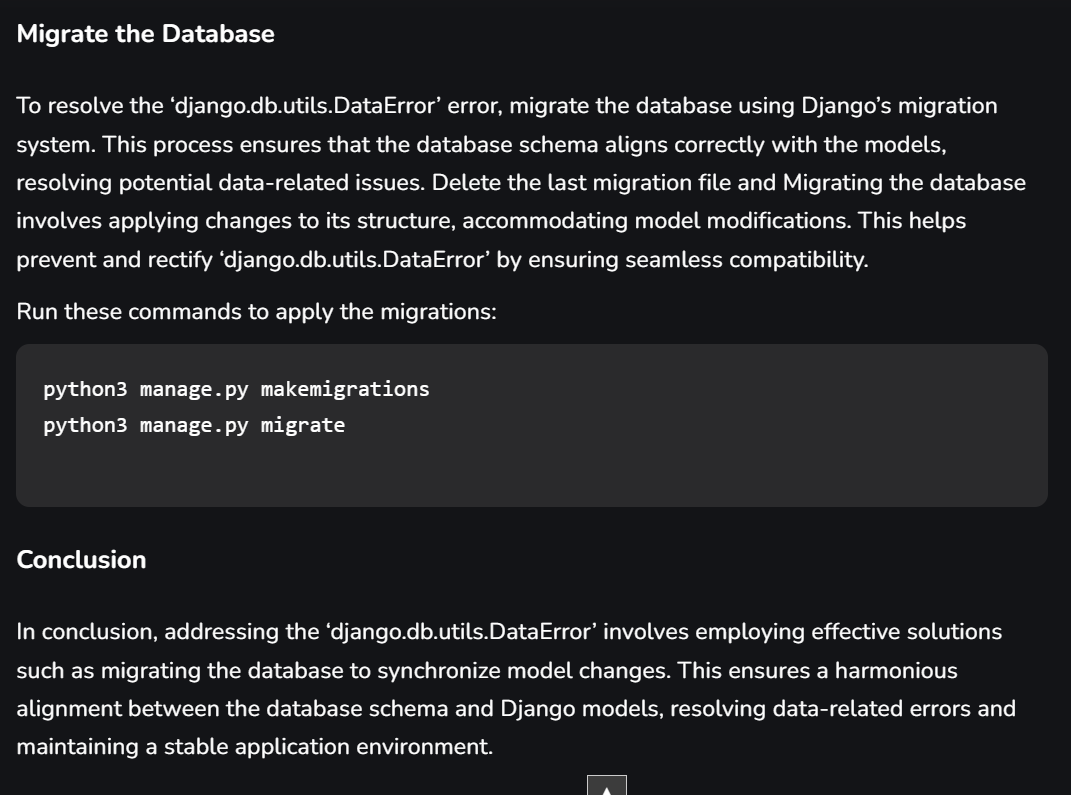 Migrate the Database
To resolve the ‘django.db.utils.DataError’ error, migrate the database using Django’s migration
system. This process ensures that the database schema aligns correctly with the models,
resolving potential data-related issues. Delete the last migration file and Migrating the database
involves applying changes to its structure, accommodating model modifications. This helps
prevent and rectify ‘django.db.utils.DataError’ by ensuring seamless compatibility.
Run these commands to apply the migrations:
python3 manage.py makemigrations
python3 manage.py migrate
Conclusion
In conclusion, addressing the ‘django.db.utils.DataError’ involves employing effective solutions
such as migrating the database to synchronize model changes. This ensures a harmonious
alignment between the database schema and Django models, resolving data-related errors and
maintaining a stable application environment.